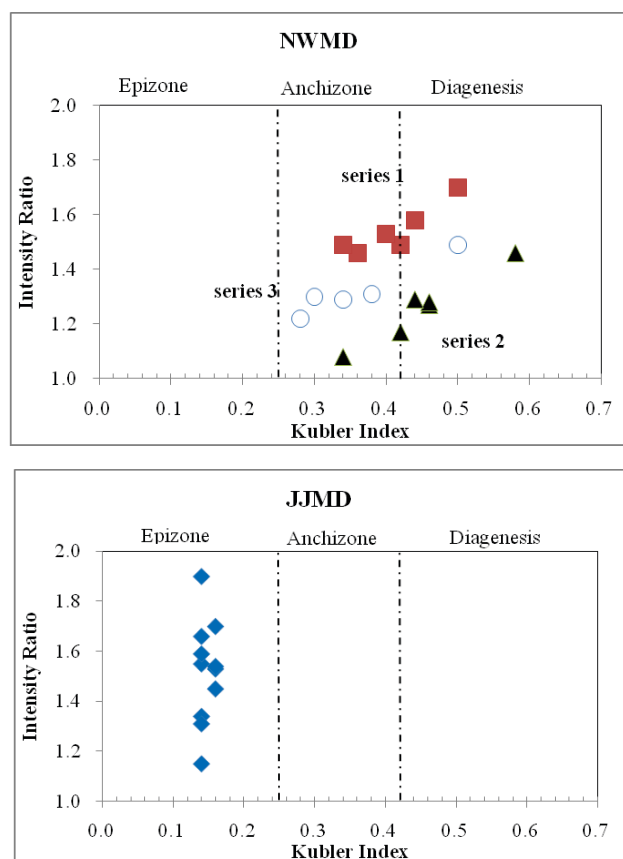 NWMD
Epizone Anchizone Diagenesis
2.0
series 1
1.8
1.6
Intensity Ratio
1.4
series 3
1.2
series 2
1.0
0.0 0.1 0.2 0.3 0.4 0.5 0.6 0.7
Kubler Index
JJMD
Epizone Anchizone Diagenesis
2.0
1.8
1.6
Intensity Ratio
1.4
1.2
1.0
0.0 0.1 0.2 0.3 0.4 0.5 0.6 0.7
Kubler Index